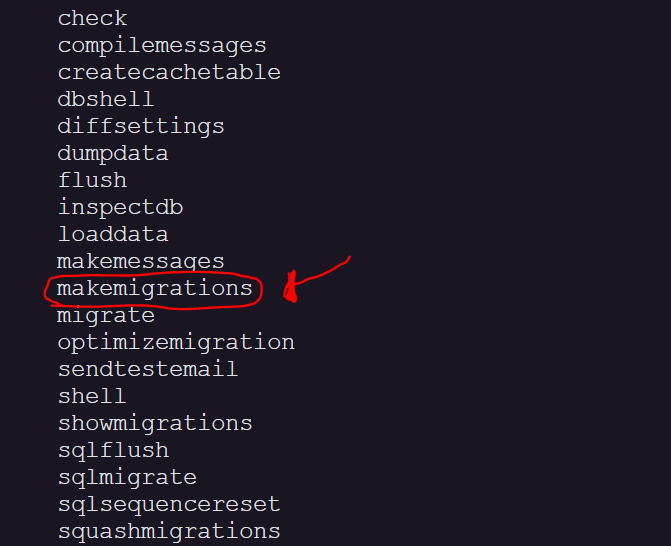 check
compilemessages
createcachetable
dbshell
diffsettings
dumpdata
flush
inspectdb
loaddata
makemessages
makemigrations
migrate
optimizemigration
sendtestemail
shell
showmigrations
sqlflush
sqlmigrate
sqlsequencereset
squashmigrations